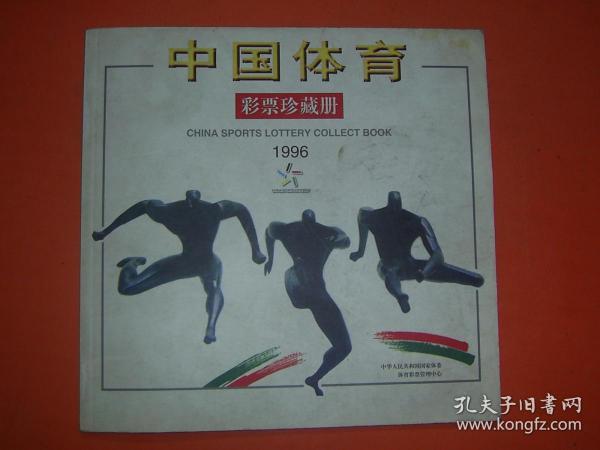 中国体育
彩票珍藏册
CHINA SPORTS LOTTERY COLLECT BOOK
1996
中华人民共和国国家体委
体育彩票管理中心
孔夫子旧书网
www.kongfz.com